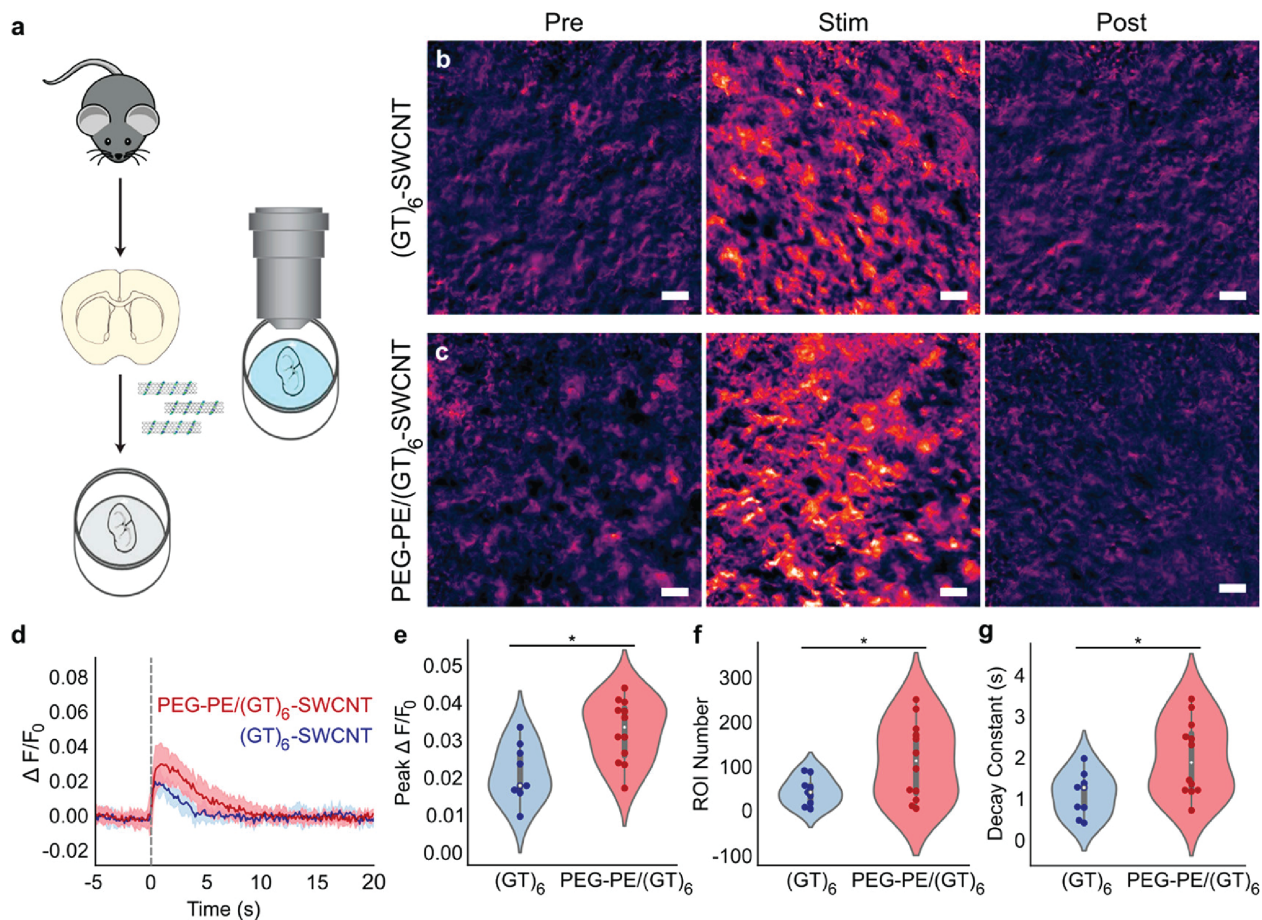 a
Pre Stim Post
b
(GT)6-SWCNT
c
PEG-PE/(GT)6-SWCNT
d
0.08
0.06
0.04
0.02
0.00
-0.02
Δ F/F0
PEG-PE/(GT)6-SWCNT
(GT)6-SWCNT
-5 0 5 10 15 20
Time (s)
e
*
0.05
0.04
0.03
0.02
0.01
0.00
Peak Δ F/F0
(GT)6 PEG-PE/(GT)6
f
*
300
200
100
0
-100
ROI Number
(GT)6 PEG-PE/(GT)6
g
*
4
3
2
1
0
Decay Constant (s)
(GT)6 PEG-PE/(GT)6